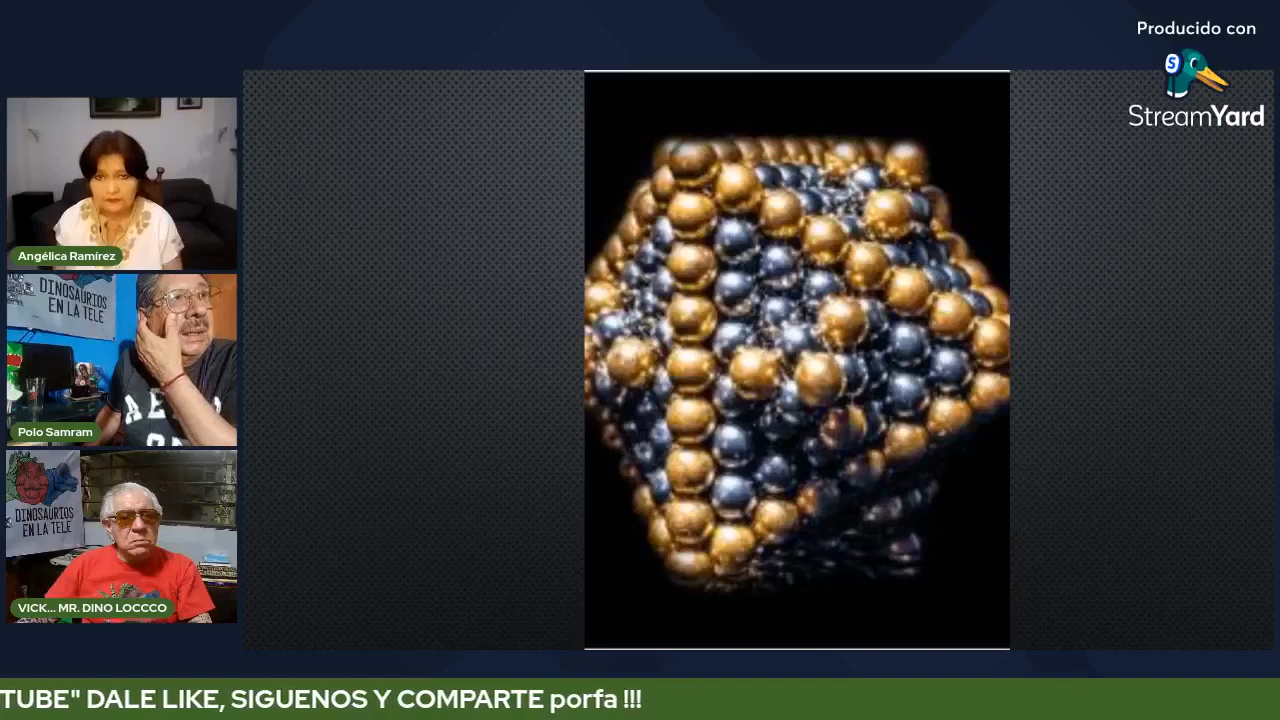 Producido con
StreamYard
Angélica Ramírez
DINOSAURIOS
EN LA TELE
Polo Samram
DINOSAURIOS
EN LA TELE
VICK... MR. DINO LOCCCO
TUBE" DALE LIKE, SIGUENOS Y COMPARTE porfa !!!